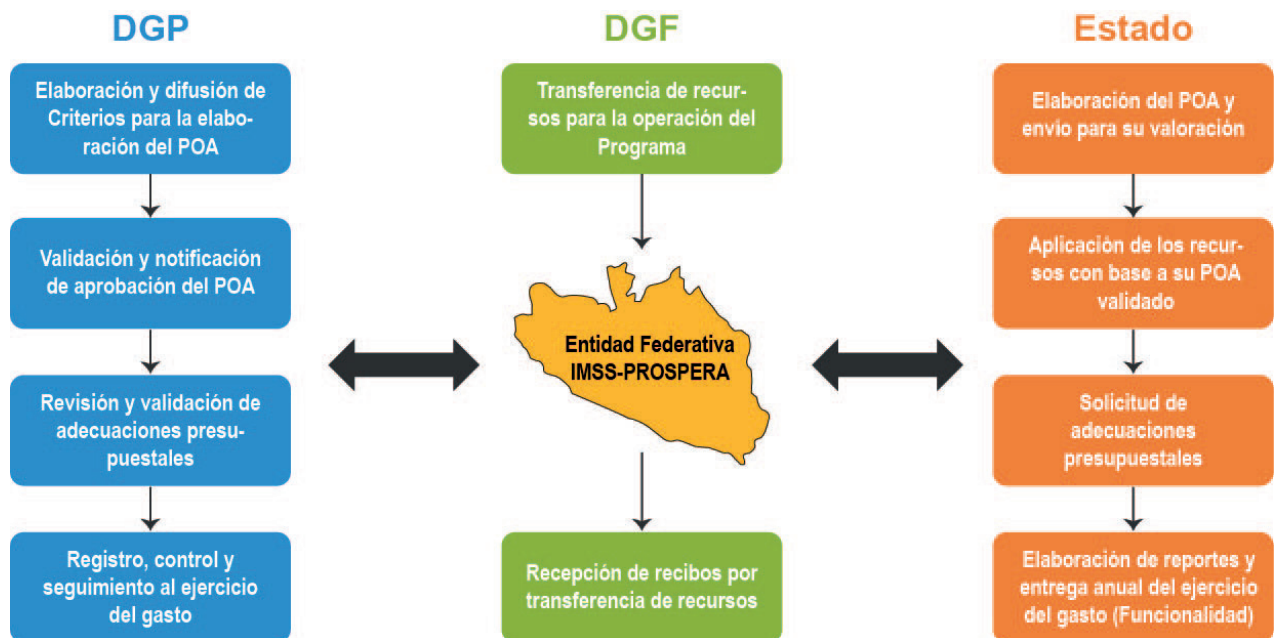 DGP
Elaboración y difusión de
Criterios para la elabo-
ración del POA
Validación y notificación
de aprobación del POA
Revisión y validación de
adecuaciones presu-
puestales
Registro, control y
seguimiento al ejercicio
del gasto
DGF
Transferencia de recur-
sos para la operación del
Programa
Entidad Federativa
IMSS-PROSPERA
Recepción de recibos por
transferencia de recursos
Estado
Elaboración del POA y
envío para su valoración
Aplicación de los recur-
sos con base a su POA
validado
Solicitud de
adecuaciones
presupuestales
Elaboración de reportes y
entrega anual del ejercicio
del gasto (Funcionalidad)